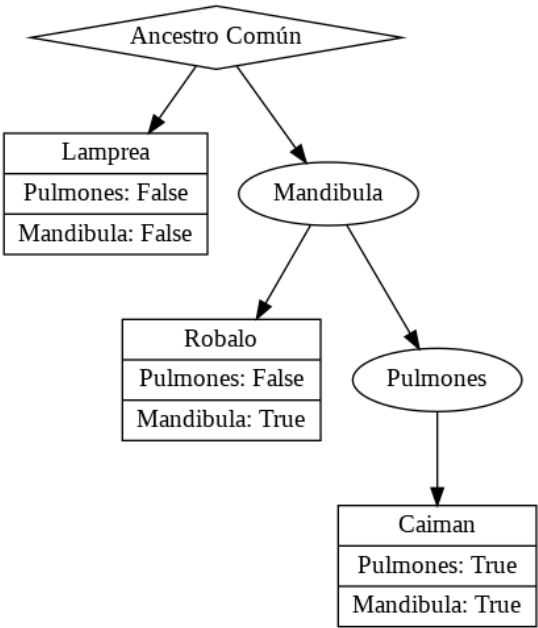 Ancestro Común
Lamprea
Pulmones: False
Mandibula: False
Mandibula
Robalo
Pulmones: False
Mandibula: True
Pulmones
Caiman
Pulmones: True
Mandibula: True